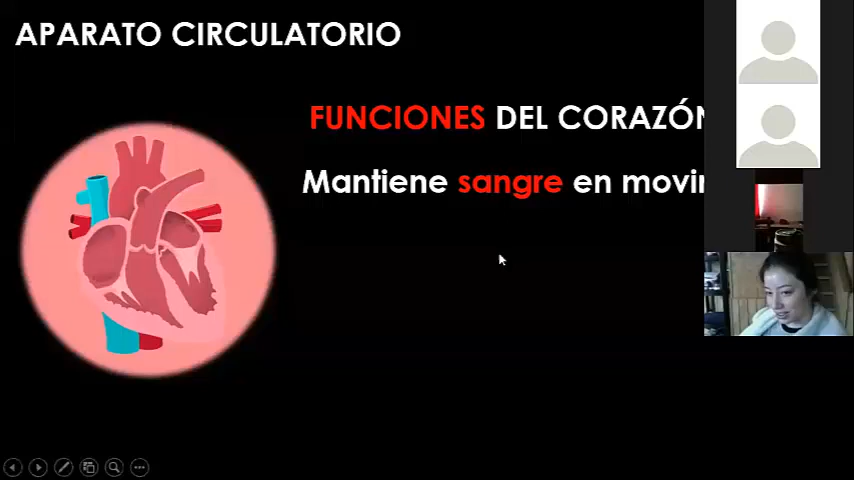 APARATO CIRCULATORIO
FUNCIONES DEL CORAZÓN
Mantiene sangre en movi